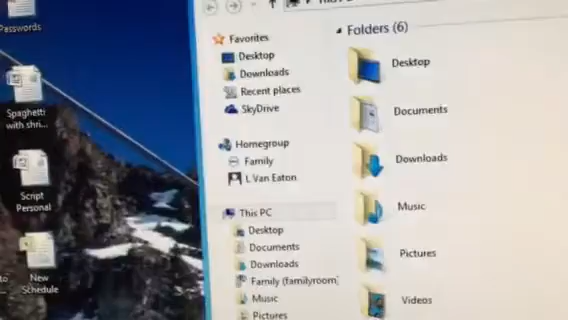 Passwords
Spaghetti
with shri...
Script
Personal
New
Schedule
Favorites
Desktop
Downloads
Recent places
SkyDrive
Homegroup
Family
L Van Eaton
This PC
Desktop
Documents
Downloads
Family (familyroom)
Music
Pictures
Folders (6)
Desktop
Documents
Downloads
Music
Pictures
Videos